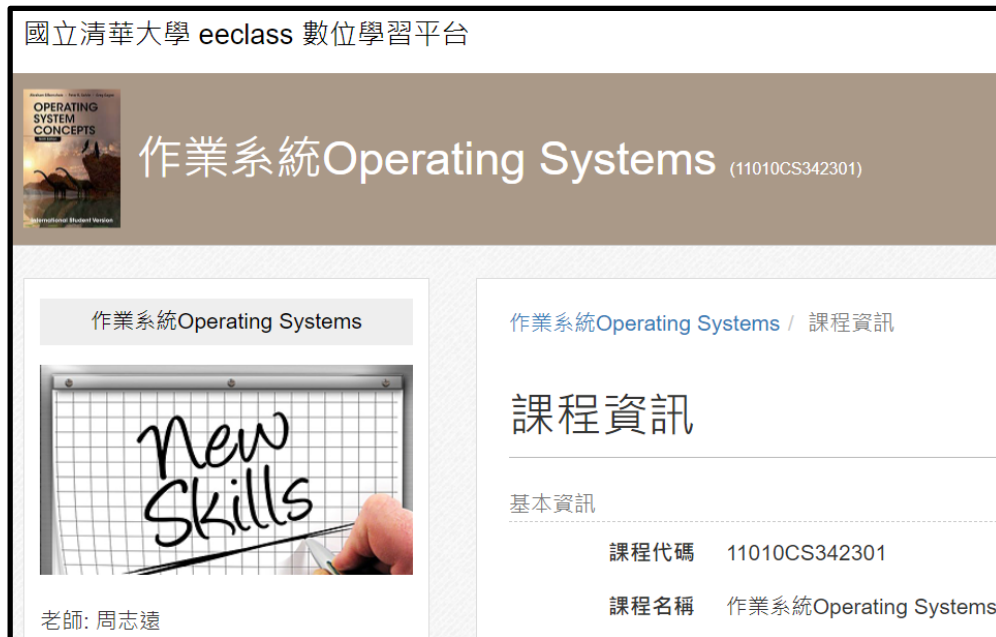 國立清華大學 eeclass 數位學習平台
OPERATING
SYSTEM
CONCEPTS
International Student Version
作業系統Operating Systems (11010CS342301)
作業系統Operating Systems
New
Skills
老師: 周志遠
作業系統Operating Systems / 課程資訊
課程資訊
基本資訊
課程代碼 11010CS342301
課程名稱 作業系統Operating Systems